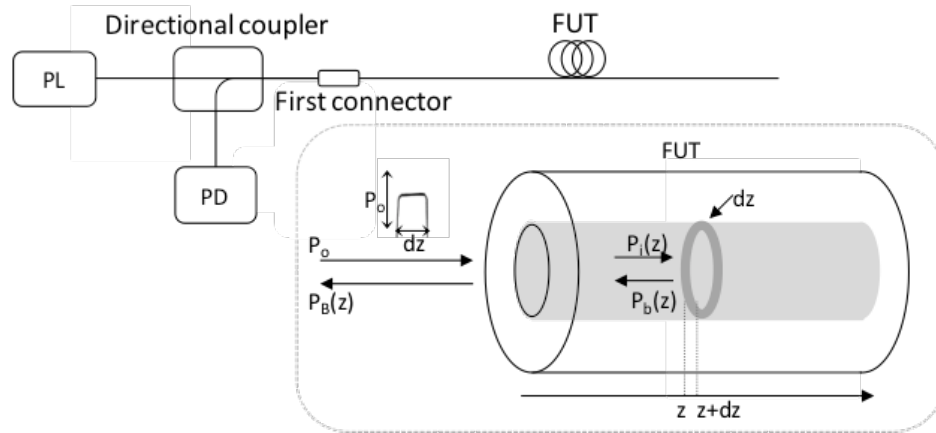 Directional coupler
FUT
PL
First connector
PD
FUT
Po
dz
dz
Po
Pi(z)
PB(z)
Pb(z)
z z+dz